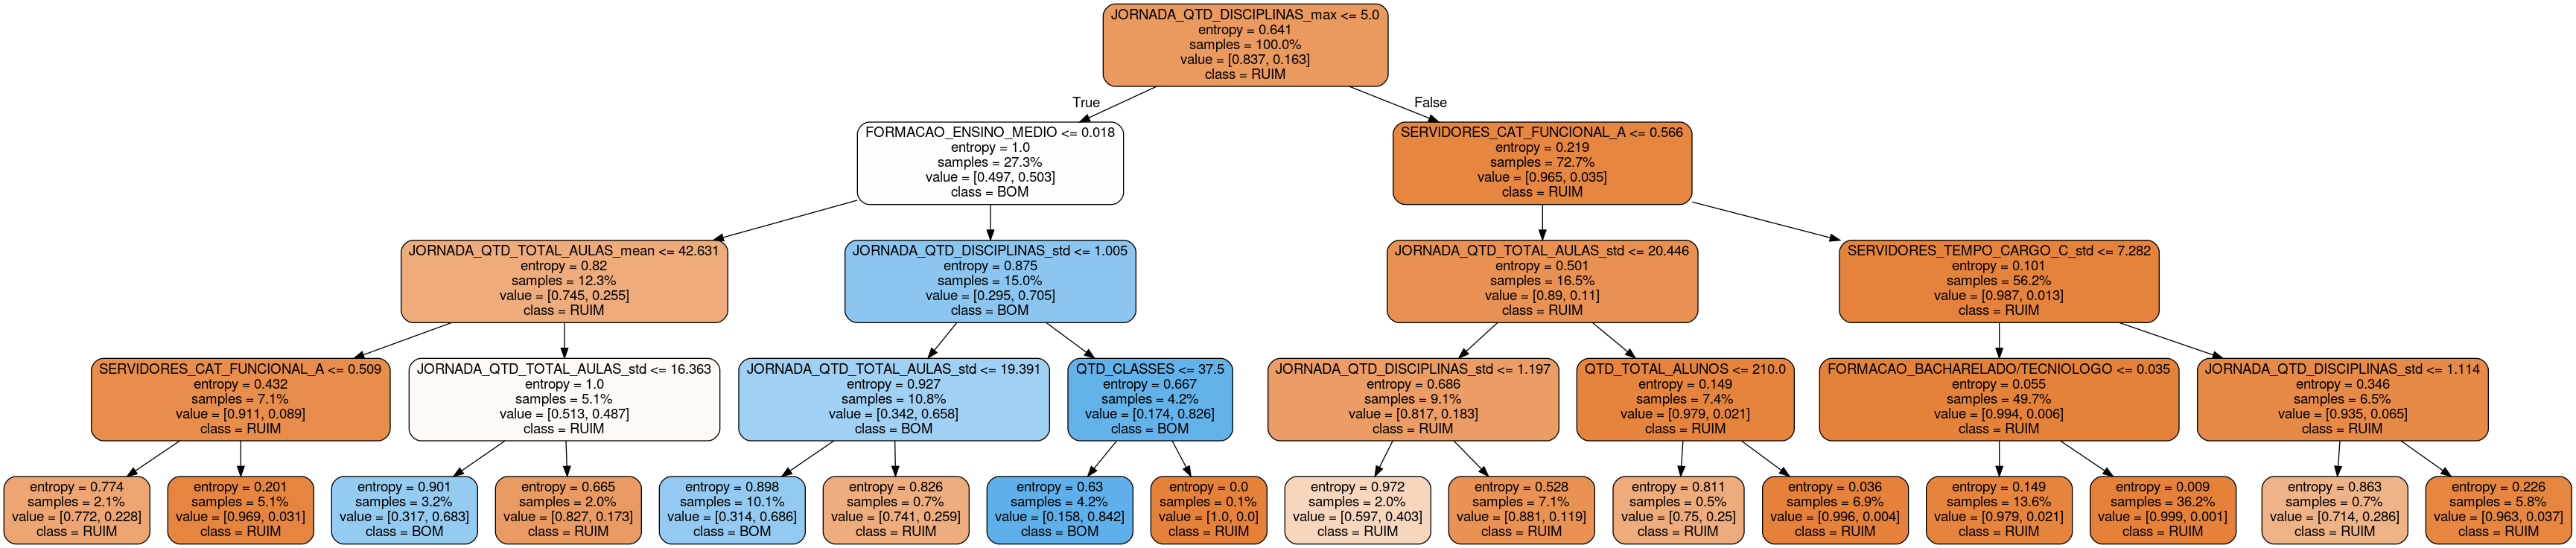 JORNADA_QTD_DISCIPLINAS_max <= 5.0
entropy = 0.641
samples = 100.0%
value = [0.837, 0.163]
class = RUIM
True
False
FORMACAO_ENSINO_MEDIO <= 0.018
entropy = 1.0
samples = 27.3%
value = [0.497, 0.503]
class = BOM
SERVIDORES_CAT_FUNCIONAL_A <= 0.566
entropy = 0.219
samples = 72.7%
value = [0.965, 0.035]
class = RUIM
JORNADA_QTD_TOTAL_AULAS_mean <= 42.631
entropy = 0.82
samples = 12.3%
value = [0.745, 0.255]
class = RUIM
JORNADA_QTD_DISCIPLINAS_std <= 1.005
entropy = 0.875
samples = 15.0%
value = [0.295, 0.705]
class = BOM
JORNADA_QTD_TOTAL_AULAS_std <= 20.446
entropy = 0.501
samples = 16.5%
value = [0.89, 0.11]
class = RUIM
SERVIDORES_TEMPO_CARGO_C_std <= 7.282
entropy = 0.101
samples = 56.2%
value = [0.987, 0.013]
class = RUIM
SERVIDORES_CAT_FUNCIONAL_A <= 0.509
entropy = 0.432
samples = 7.1%
value = [0.911, 0.089]
class = RUIM
JORNADA_QTD_TOTAL_AULAS_std <= 16.363
entropy = 1.0
samples = 5.1%
value = [0.513, 0.487]
class = RUIM
JORNADA_QTD_TOTAL_AULAS_std <= 19.391
entropy = 0.927
samples = 10.8%
value = [0.342, 0.658]
class = BOM
QTD_CLASSES <= 37.5
entropy = 0.667
samples = 4.2%
value = [0.174, 0.826]
class = BOM
JORNADA_QTD_DISCIPLINAS_std <= 1.197
entropy = 0.686
samples = 9.1%
value = [0.817, 0.183]
class = RUIM
QTD_TOTAL_ALUNOS <= 210.0
entropy = 0.149
samples = 7.4%
value = [0.979, 0.021]
class = RUIM
FORMACAO_BACHARELADO/TECNIOLOGO <= 0.035
entropy = 0.055
samples = 49.7%
value = [0.994, 0.006]
class = RUIM
JORNADA_QTD_DISCIPLINAS_std <= 1.114
entropy = 0.346
samples = 6.5%
value = [0.935, 0.065]
class = RUIM
entropy = 0.774
samples = 2.1%
value = [0.772, 0.228]
class = RUIM
entropy = 0.201
samples = 5.1%
value = [0.969, 0.031]
class = RUIM
entropy = 0.901
samples = 3.2%
value = [0.317, 0.683]
class = BOM
entropy = 0.665
samples = 2.0%
value = [0.827, 0.173]
class = RUIM
entropy = 0.898
samples = 10.1%
value = [0.314, 0.686]
class = BOM
entropy = 0.826
samples = 0.7%
value = [0.741, 0.259]
class = RUIM
entropy = 0.63
samples = 4.2%
value = [0.158, 0.842]
class = BOM
entropy = 0.0
samples = 0.1%
value = [1.0, 0.0]
class = RUIM
entropy = 0.972
samples = 2.0%
value = [0.597, 0.403]
class = RUIM
entropy = 0.528
samples = 7.1%
value = [0.881, 0.119]
class = RUIM
entropy = 0.811
samples = 0.5%
value = [0.75, 0.25]
class = RUIM
entropy = 0.036
samples = 6.9%
value = [0.996, 0.004]
class = RUIM
entropy = 0.149
samples = 13.6%
value = [0.979, 0.021]
class = RUIM
entropy = 0.009
samples = 36.2%
value = [0.999, 0.001]
class = RUIM
entropy = 0.863
samples = 0.7%
value = [0.714, 0.286]
class = RUIM
entropy = 0.226
samples = 5.8%
value = [0.963, 0.037]
class = RUIM